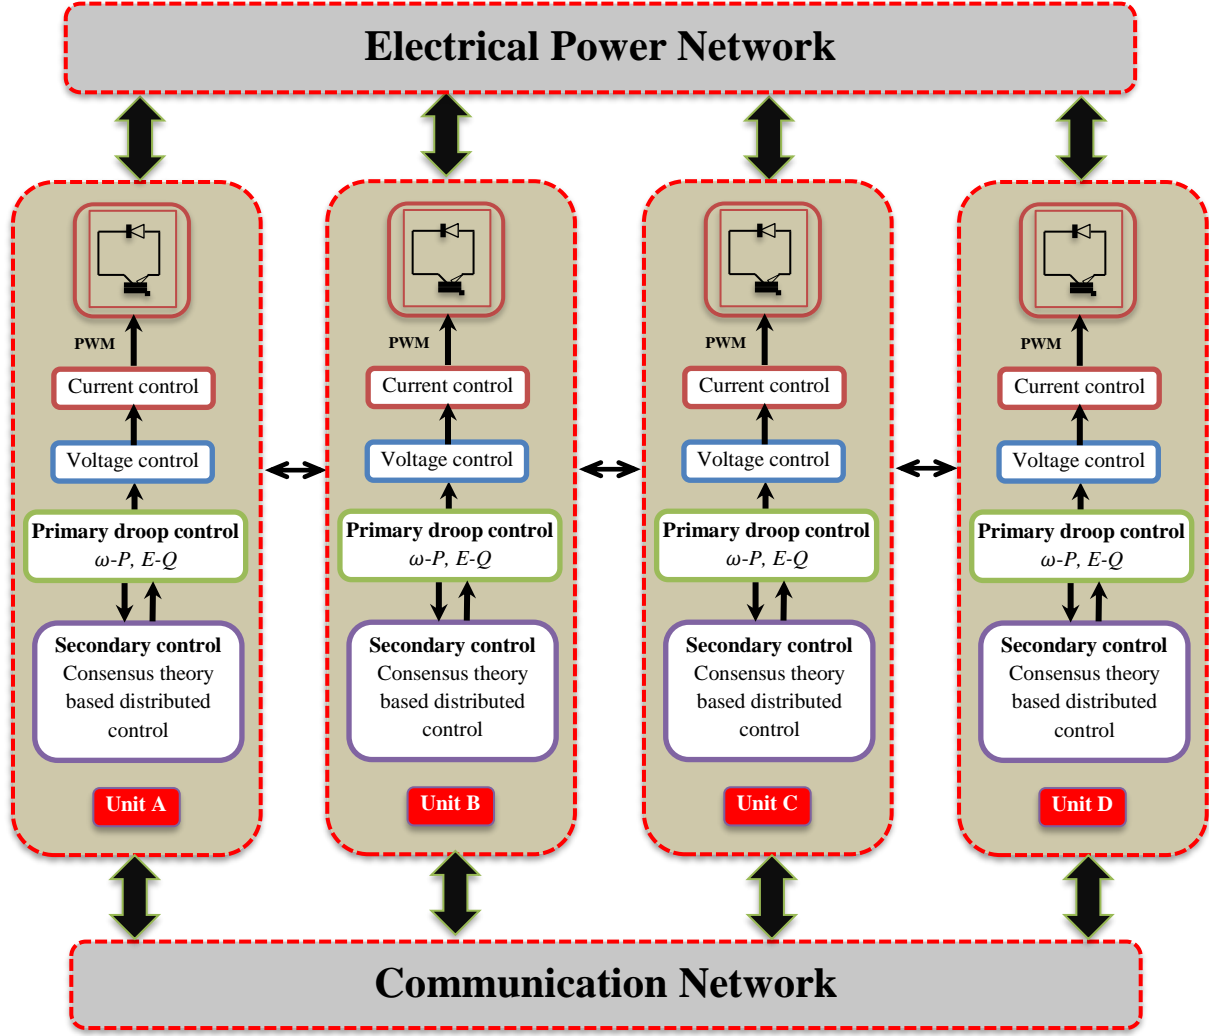 Electrical Power Network
PWM
Current control
Voltage control
Primary droop control
ω-P, E-Q
Secondary control
Consensus theory
based distributed
control
Unit A
PWM
Current control
Voltage control
Primary droop control
ω-P, E-Q
Secondary control
Consensus theory
based distributed
control
Unit B
PWM
Current control
Voltage control
Primary droop control
ω-P, E-Q
Secondary control
Consensus theory
based distributed
control
Unit C
PWM
Current control
Voltage control
Primary droop control
ω-P, E-Q
Secondary control
Consensus theory
based distributed
control
Unit D
Communication Network